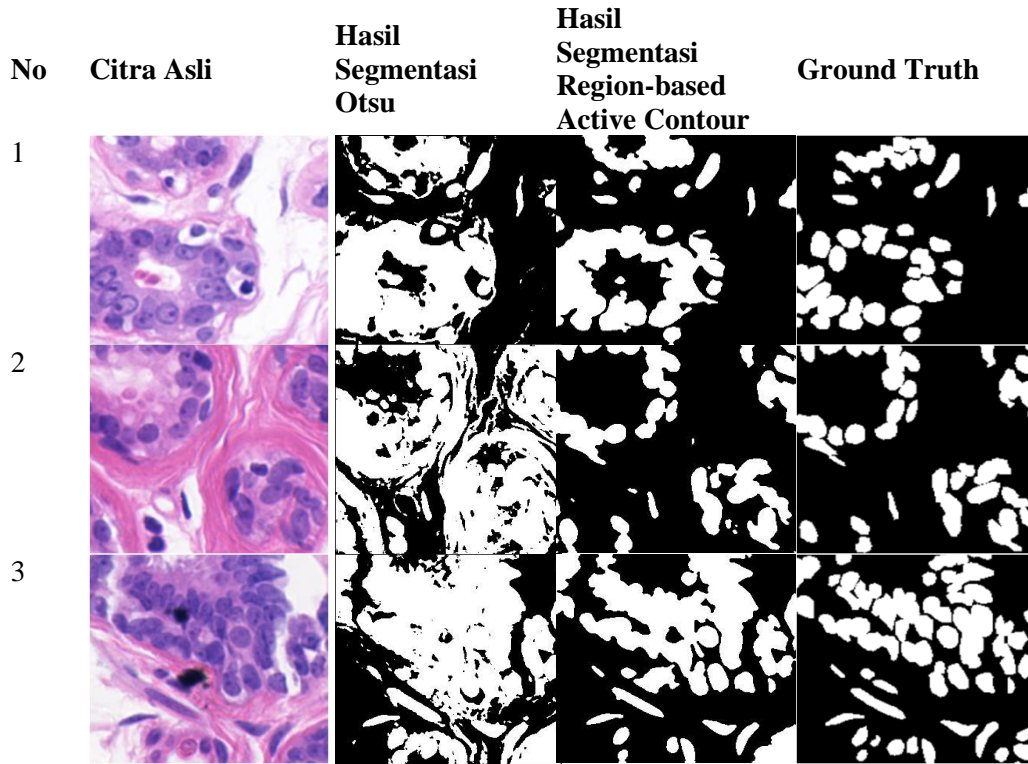 No
Citra Asli
Hasil
Segmentasi
Otsu
Hasil
Segmentasi
Region-based
Active Contour
Ground Truth
1
2
3